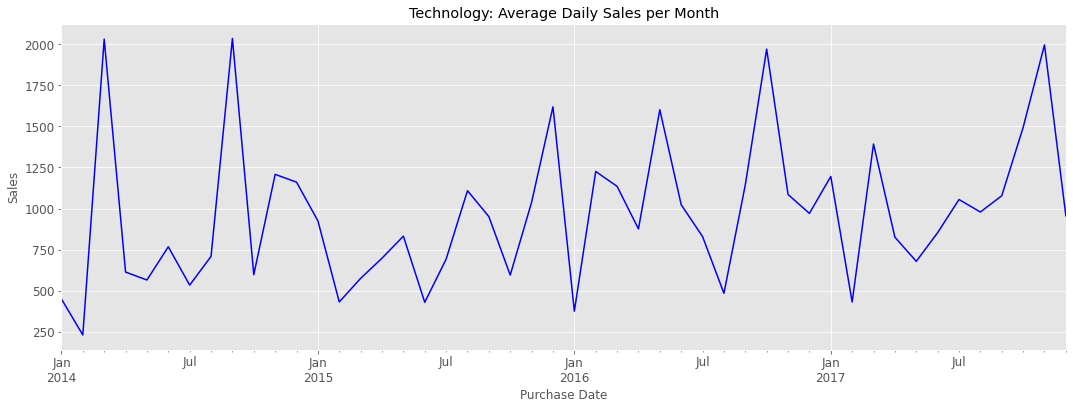 Technology: Average Daily Sales per Month
Sales
2000
1750
1500
1250
1000
750
500
250
Jan
2014
Jul
Jan
2015
Jul
Jan
2016
Jul
Jan
2017
Jul
Purchase Date